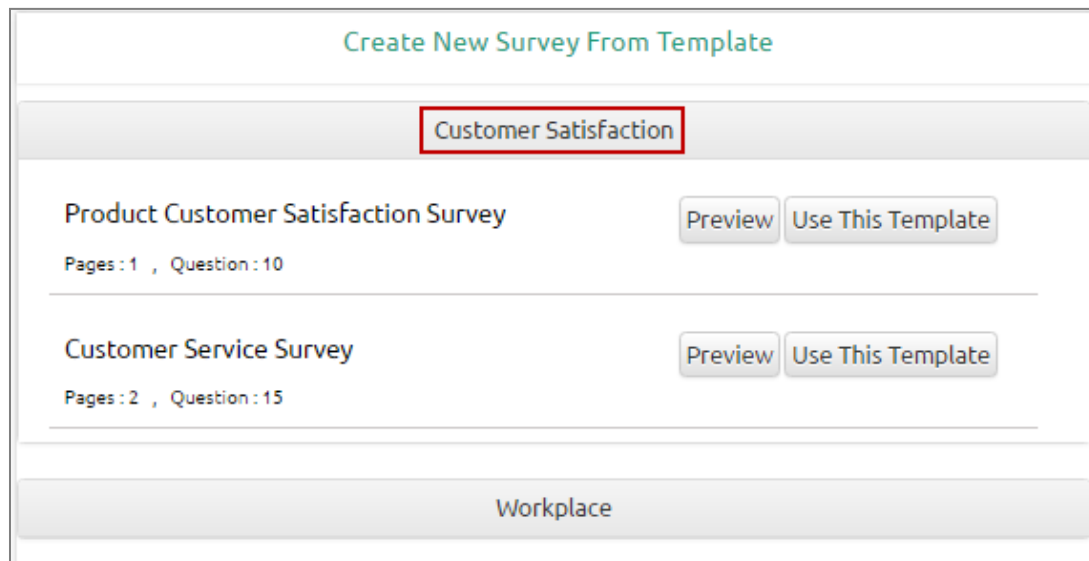 Create New Survey From Template
Customer Satisfaction
Product Customer Satisfaction Survey
Preview
Use This Template
Pages : 1 , Question : 10
Customer Service Survey
Preview
Use This Template
Pages : 2 , Question : 15
Workplace